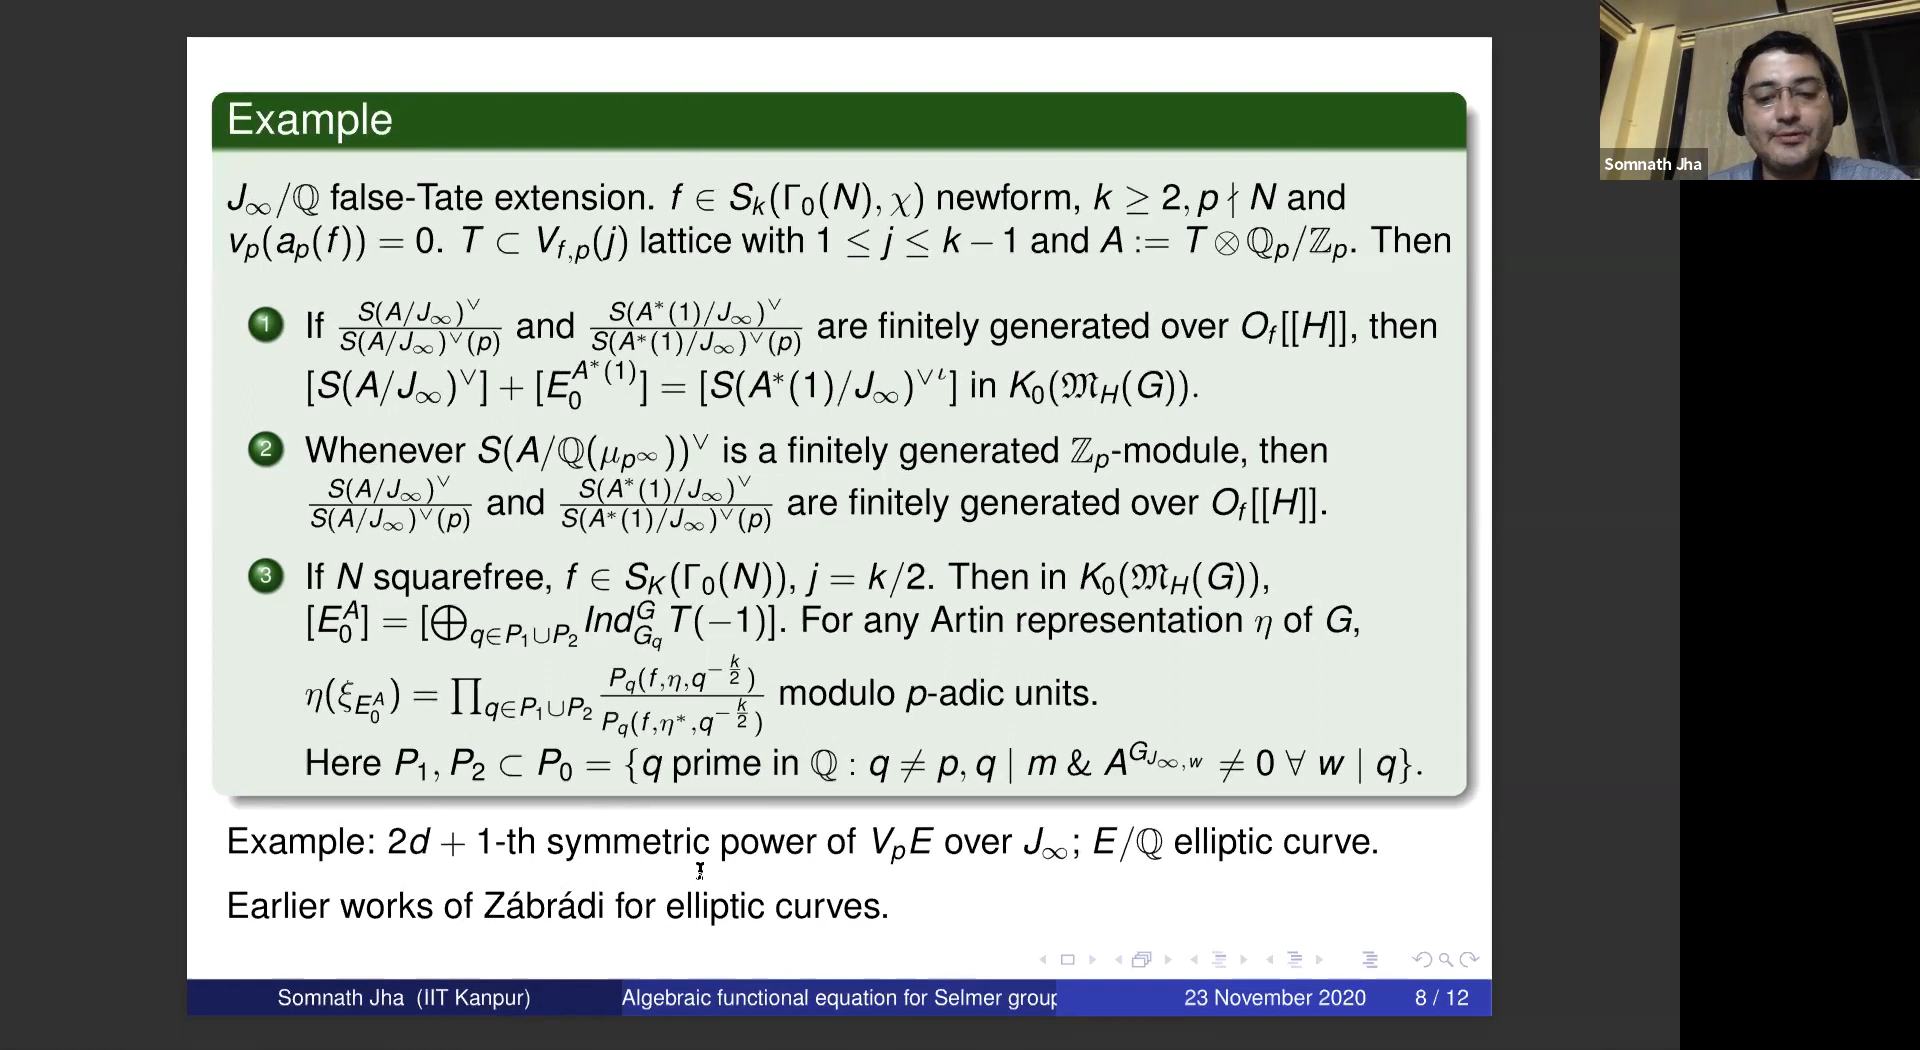 Example
J∞/ℚ false-Tate extension. f ∈ S_k(Γ_0(N), χ) newform, k ≥ 2, p ∤ N and
v_p(a_p(f)) = 0. T ⊂ V_{f,p}(j) lattice with 1 ≤ j ≤ k − 1 and A := T ⊗ ℚ_p/ℤ_p. Then
1 If S(A/J∞)^∨ / S(A/J∞)^∨(p) and S(A*(1)/J∞)^∨ / S(A*(1)/J∞)^∨(p) are finitely generated over O_f[[H]], then
[S(A/J∞)^∨] + [E_0^{A*(1)}] = [S(A*(1)/J∞)^{∨ι}] in K_0(𝔐_H(G)).
2 Whenever S(A/ℚ(μ_{p^∞}))^∨ is a finitely generated ℤ_p-module, then
S(A/J∞)^∨ / S(A/J∞)^∨(p) and S(A*(1)/J∞)^∨ / S(A*(1)/J∞)^∨(p) are finitely generated over O_f[[H]].
3 If N squarefree, f ∈ S_K(Γ_0(N)), j = k/2. Then in K_0(𝔐_H(G)),
[E_0^A] = [⊕_{q∈P_1∪P_2} Ind_{G_q}^G T(−1)]. For any Artin representation η of G,
η(ξ_{E_0^A}) = ∏_{q∈P_1∪P_2} P_q(f,η,q^{−k/2}) / P_q(f,η*,q^{−k/2}) modulo p-adic units.
Here P_1, P_2 ⊂ P_0 = {q prime in ℚ : q ≠ p, q | m & A^{G_{J∞,w}} ≠ 0 ∀ w | q}.
Example: 2d + 1-th symmetric power of V_pE over J∞; E/ℚ elliptic curve.
Earlier works of Zábrádi for elliptic curves.
Somnath Jha (IIT Kanpur) Algebraic functional equation for Selmer group 23 November 2020 8 / 12
Somnath Jha